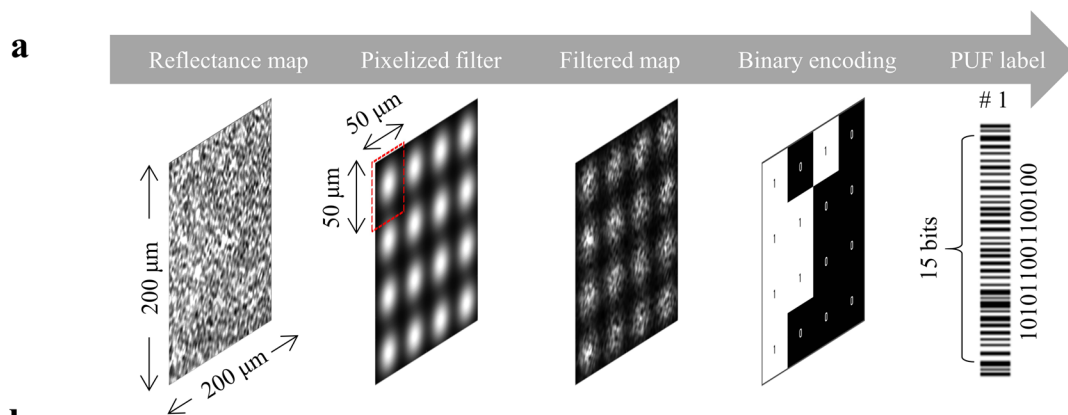 a
Reflectance map
Pixelized filter
Filtered map
Binary encoding
PUF label
200 μm
200 μm
50 μm
50 μm
1 0 1 0
1 1 0 0
1 1 0 0
1 0 0 0
# 1
15 bits
101011001100100